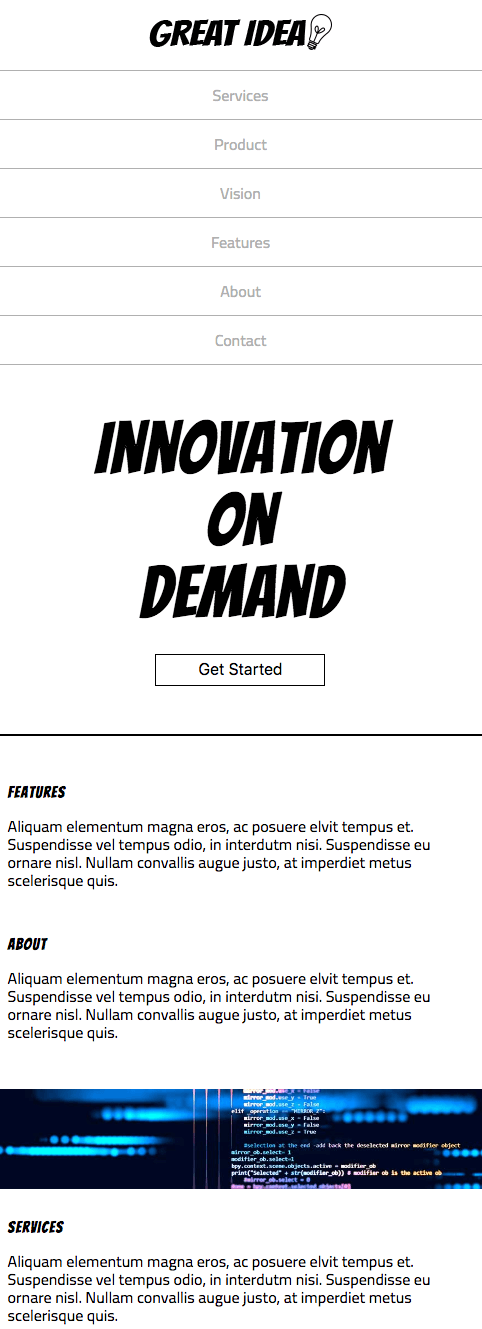 GREAT IDEA
Services
Product
Vision
Features
About
Contact
INNOVATION
ON
DEMAND
Get Started
FEATURES
Aliquam elementum magna eros, ac posuere elvit tempus et.
Suspendisse vel tempus odio, in interdutm nisi. Suspendisse eu
ornare nisl. Nullam convallis augue justo, at imperdiet metus
scelerisque quis.
ABOUT
Aliquam elementum magna eros, ac posuere elvit tempus et.
Suspendisse vel tempus odio, in interdutm nisi. Suspendisse eu
ornare nisl. Nullam convallis augue justo, at imperdiet metus
scelerisque quis.
mirror_mod.use_x = False
mirror_mod.use_y = True
mirror_mod.use_z = False
elif _operation == "MIRROR_Z":
mirror_mod.use_x = False
mirror_mod.use_y = False
mirror_mod.use_z = True
#selection at the end -add back the deselected mirror modifier object
mirror_ob.select= 1
modifier_ob.select=1
bpy.context.scene.objects.active = modifier_ob
print("Selected" + str(modifier_ob)) # modifier ob is the active ob
#mirror_ob.select = 0
bpy.context.selected_objects[0]
SERVICES
Aliquam elementum magna eros, ac posuere elvit tempus et.
Suspendisse vel tempus odio, in interdutm nisi. Suspendisse eu
ornare nisl. Nullam convallis augue justo, at imperdiet metus
scelerisque quis.